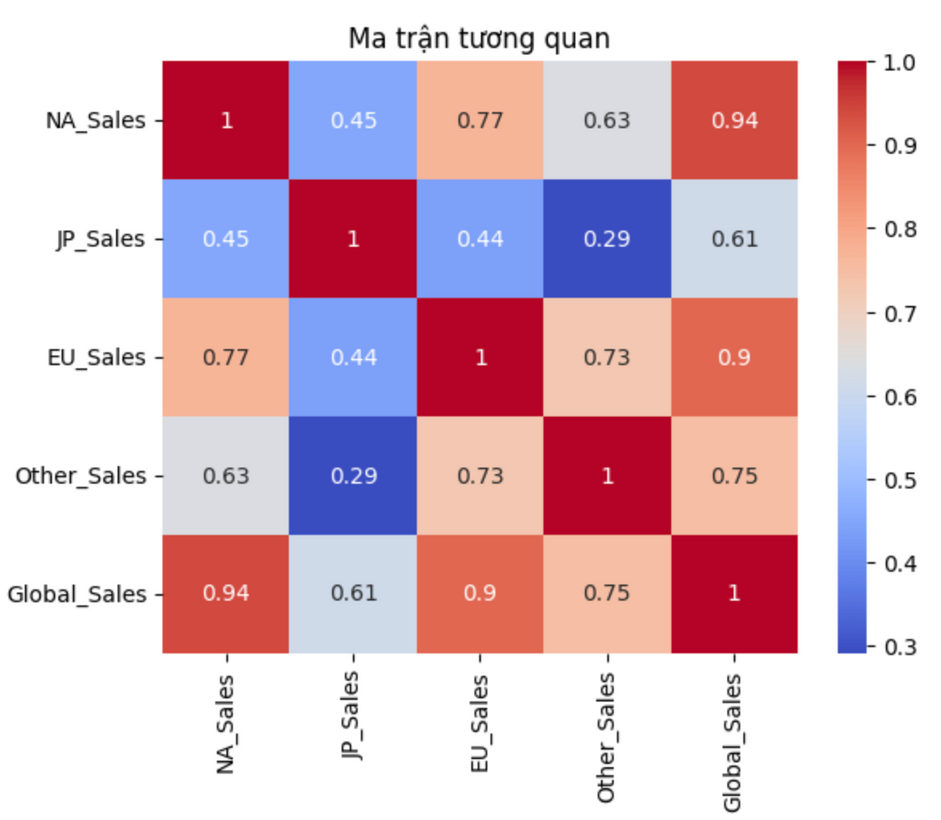 Ma trận tương quan
NA_Sales 1 0.45 0.77 0.63 0.94
JP_Sales 0.45 1 0.44 0.29 0.61
EU_Sales 0.77 0.44 1 0.73 0.9
Other_Sales 0.63 0.29 0.73 1 0.75
Global_Sales 0.94 0.61 0.9 0.75 1
NA_Sales JP_Sales EU_Sales Other_Sales Global_Sales
1.0
0.9
0.8
0.7
0.6
0.5
0.4
0.3